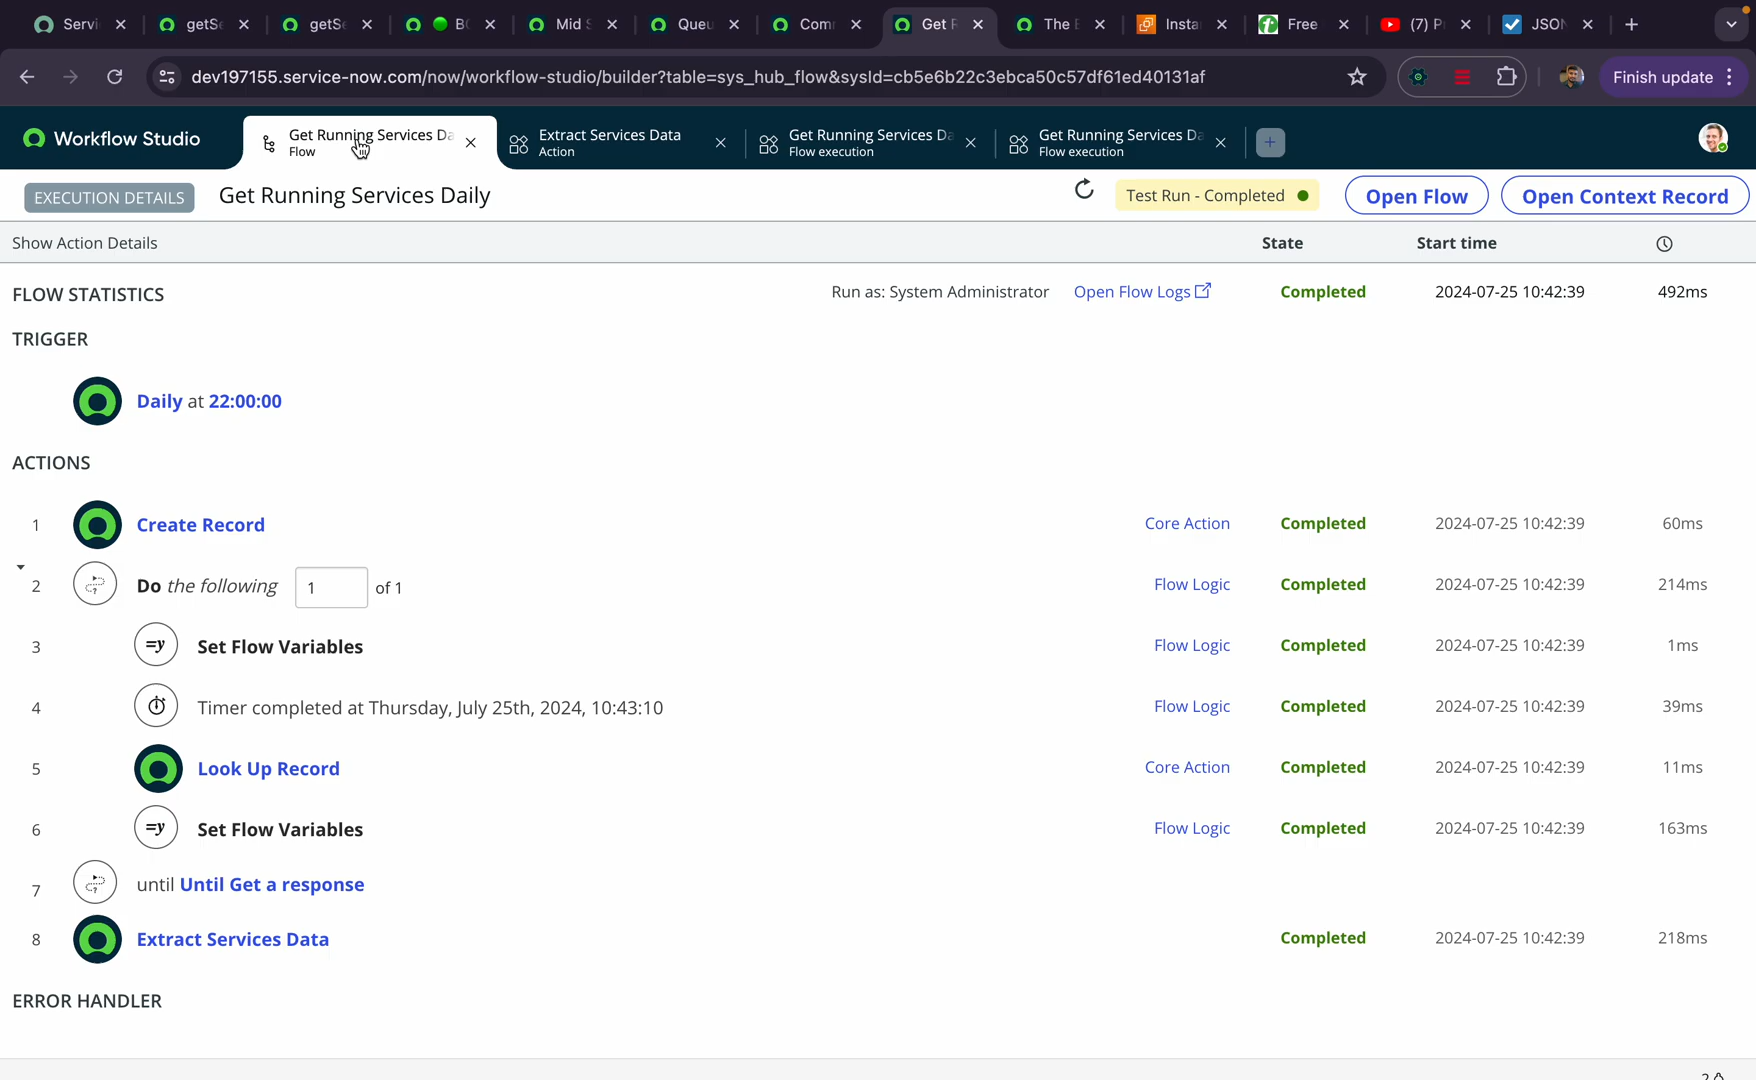 Servi
getSe
getSe
BC
Mid S
Queu
Comm
Get R
The B
Insta
Free
(7) P
JSON
dev197155.service-now.com/now/workflow-studio/builder?table=sys_hub_flow&sysId=cb5e6b22c3ebca50c57df61ed40131af
Finish update
Workflow Studio
Get Running Services Da
Flow
Extract Services Data
Action
Get Running Services Da
Flow execution
Get Running Services Da
Flow execution
EXECUTION DETAILS
Get Running Services Daily
Test Run - Completed
Open Flow
Open Context Record
Show Action Details
State
Start time
FLOW STATISTICS
Run as: System Administrator
Open Flow Logs
Completed
2024-07-25 10:42:39
492ms
TRIGGER
Daily at 22:00:00
ACTIONS
1 Create Record Core Action Completed 2024-07-25 10:42:39 60ms
2 Do the following 1 of 1 Flow Logic Completed 2024-07-25 10:42:39 214ms
3 =y Set Flow Variables Flow Logic Completed 2024-07-25 10:42:39 1ms
4 Timer completed at Thursday, July 25th, 2024, 10:43:10 Flow Logic Completed 2024-07-25 10:42:39 39ms
5 Look Up Record Core Action Completed 2024-07-25 10:42:39 11ms
6 =y Set Flow Variables Flow Logic Completed 2024-07-25 10:42:39 163ms
7 until Until Get a response
8 Extract Services Data Completed 2024-07-25 10:42:39 218ms
ERROR HANDLER